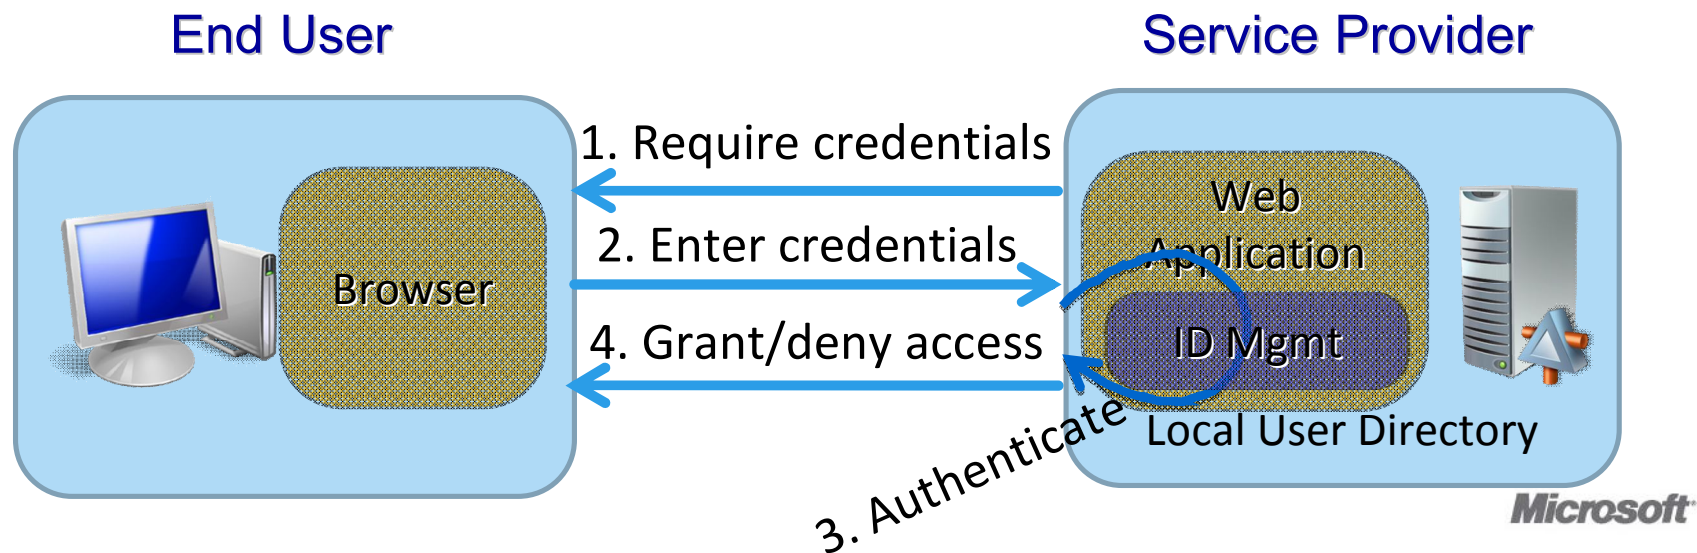 End User
Service Provider
1. Require credentials
Web
Application
2. Enter credentials
Browser
ID Mgmt
4. Grant/deny access
3. Authenticate
Local User Directory
Microsoft